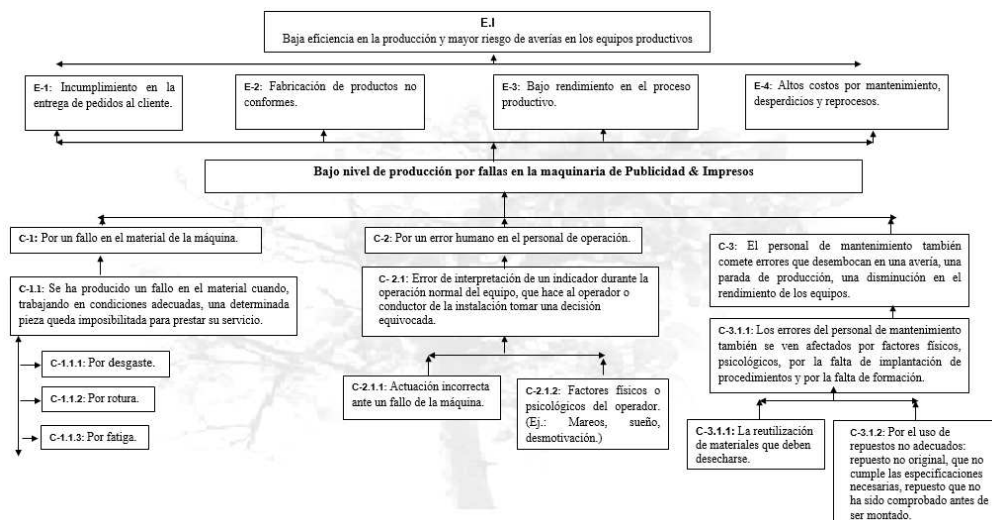 E.I
Baja eficiencia en la producción y mayor riesgo de averías en los equipos productivos
E-1: Incumplimiento en la
entrega de pedidos al cliente.
E-2: Fabricación de productos no
conformes.
E-3: Bajo rendimiento en el proceso
productivo.
E-4: Altos costos por mantenimiento,
desperdicios y reprocesos.
Bajo nivel de producción por fallas en la maquinaria de Publicidad & Impresos
C-1: Por un fallo en el material de la máquina.
C-1.1: Se ha producido un fallo en el material cuando,
trabajando en condiciones adecuadas, una determinada
pieza queda imposibilitada para prestar su servicio.
C-1.1.1: Por desgaste.
C-1.1.2: Por rotura.
C-1.1.3: Por fatiga.
C-2: Por un error humano en el personal de operación.
C- 2.1: Error de interpretación de un indicador durante la
operación normal del equipo, que hace al operador o
conductor de la instalación tomar una decisión
equivocada.
C-2.1.1: Actuación incorrecta
ante un fallo de la máquina.
C-2.1.2: Factores físicos o
psicológicos del operador.
(Ej.: Mareos, sueño,
desmotivación.)
C-3: El personal de mantenimiento también
comete errores que desembocan en una avería, una
parada de producción, una disminución en el
rendimiento de los equipos.
C-3.1.1: Los errores del personal de mantenimiento
también se ven afectados por factores físicos,
psicológicos, por la falta de implantación de
procedimientos y por la falta de formación.
C-3.1.1: La reutilización
de materiales que deben
desecharse.
C-3.1.2: Por el uso de
repuestos no adecuados:
repuesto no original, que no
cumple las especificaciones
necesarias, repuesto que no
ha sido comprobado antes de
ser montado.